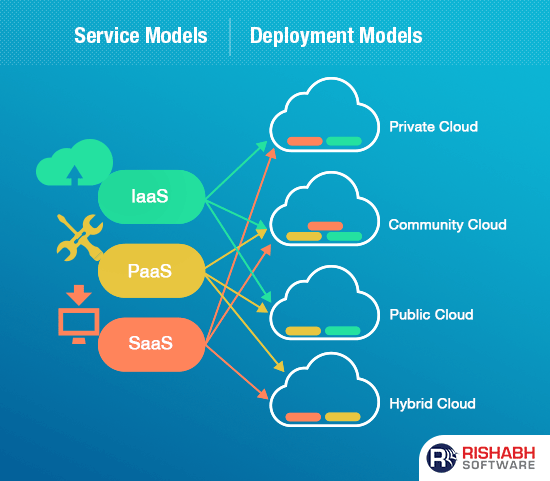 Service Models
Deployment Models
IaaS
PaaS
SaaS
Private Cloud
Community Cloud
Public Cloud
Hybrid Cloud
R
RISHABH
SOFTWARE